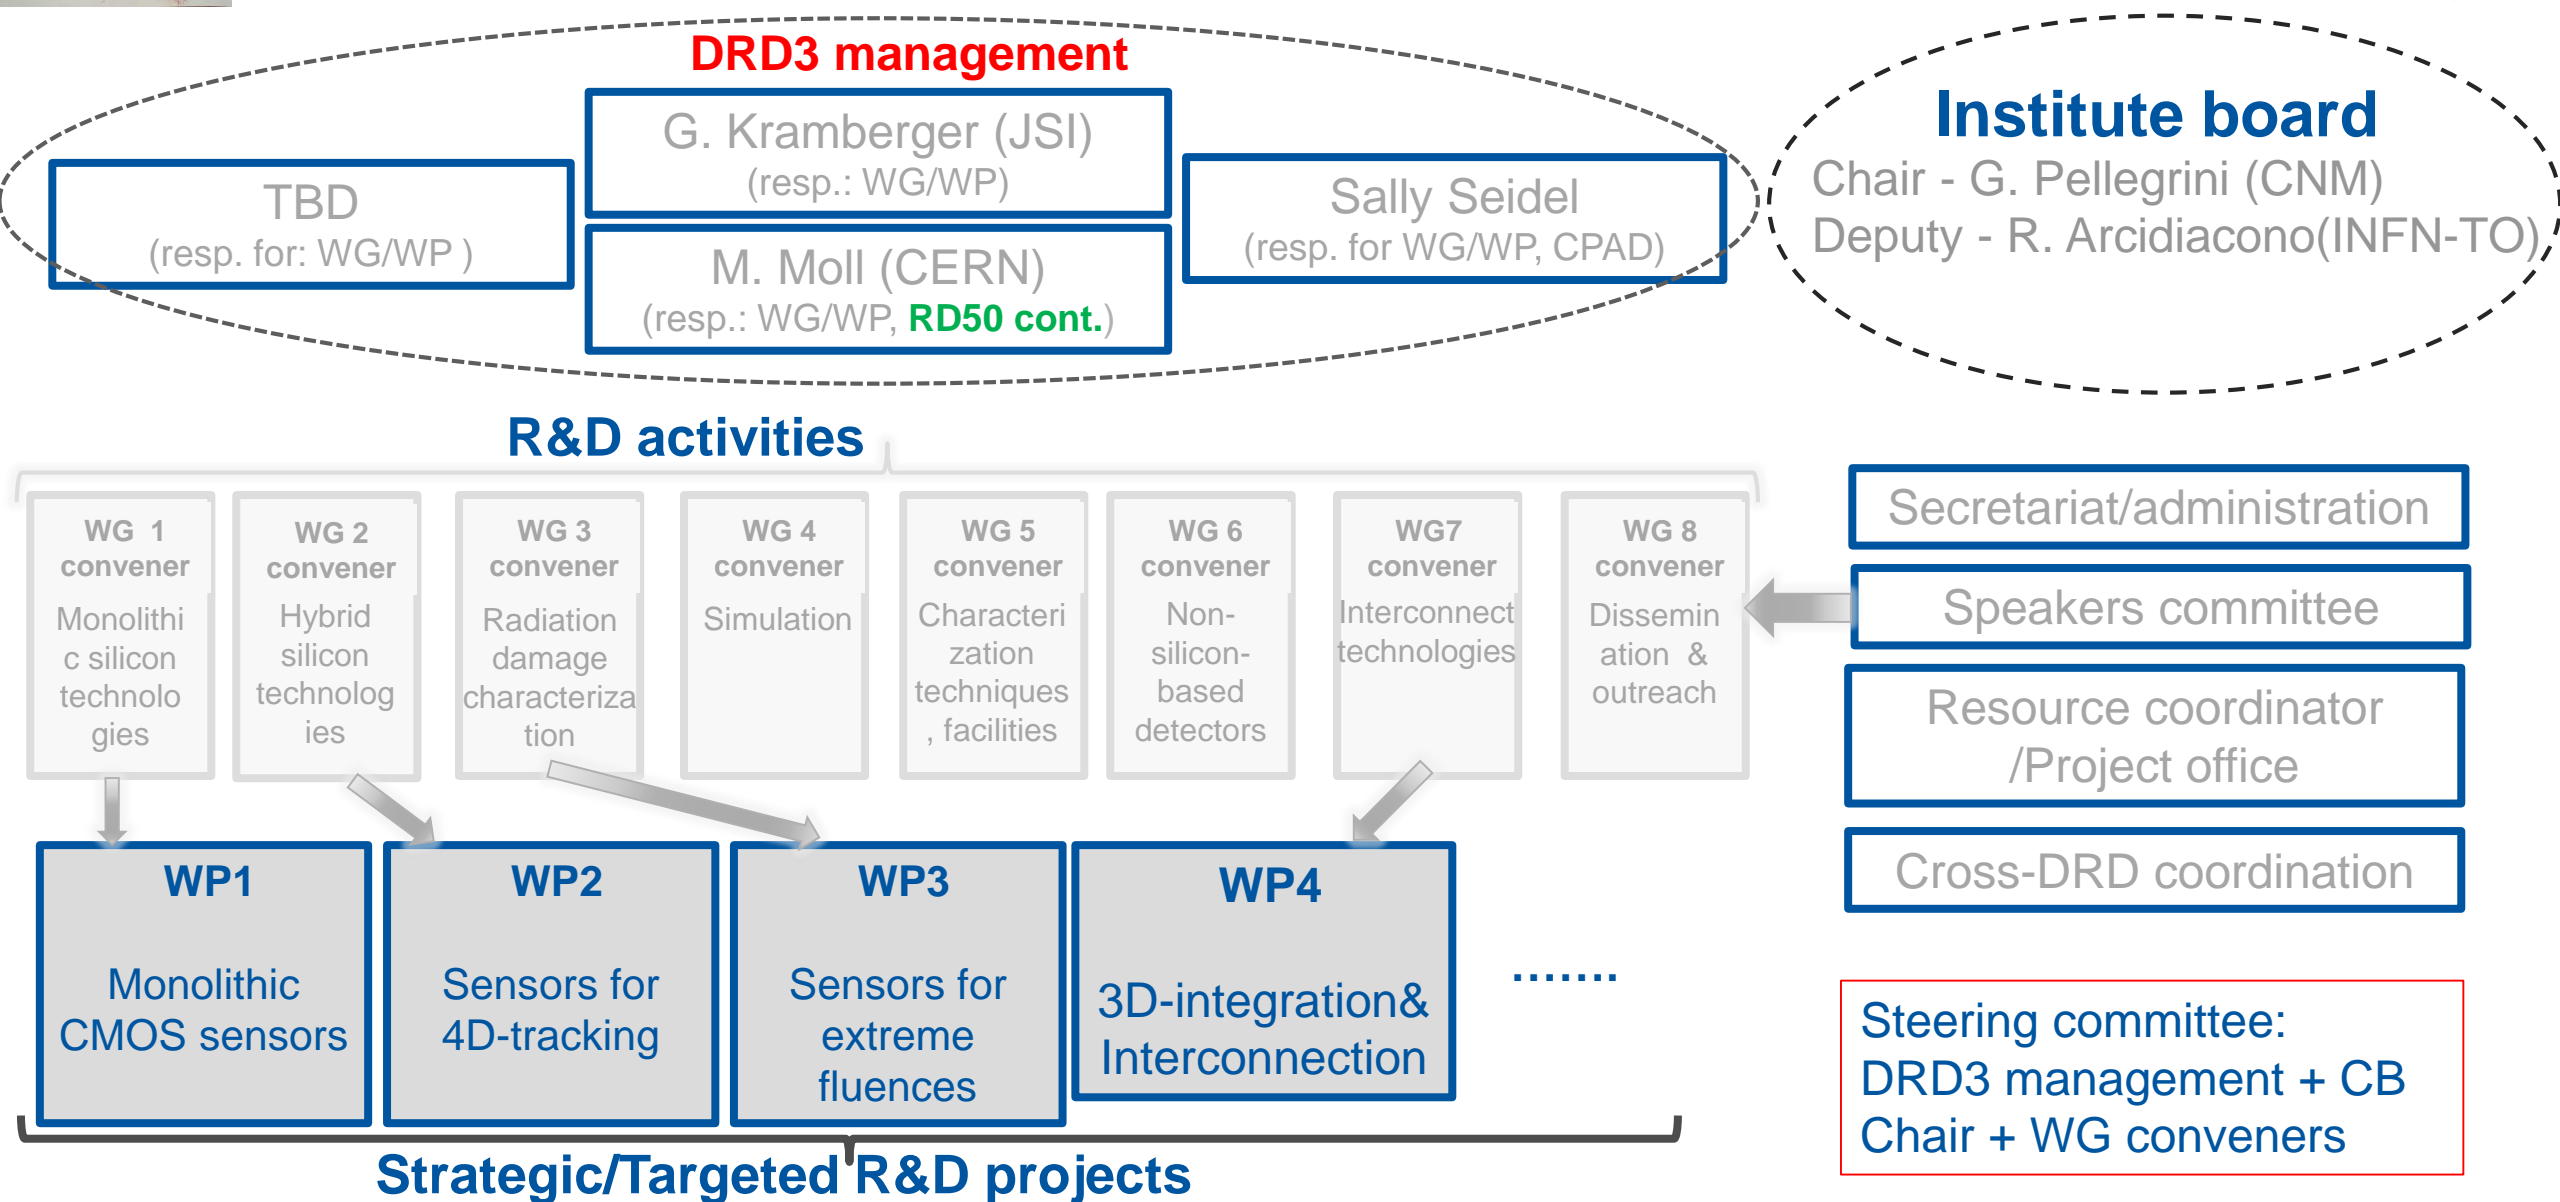 DRD3 management
G. Kramberger (JSI)
(resp.: WG/WP)
TBD
(resp. for: WG/WP )
M. Moll (CERN)
(resp.: WG/WP, RD50 cont.)
Sally Seidel
(resp. for WG/WP, CPAD)
Institute board
Chair - G. Pellegrini (CNM)
Deputy - R. Arcidiacono(INFN-TO)
R&D activities
WG 1
convener
Monolithi
c silicon
technolo
gies
WG 2
convener
Hybrid
silicon
technolog
ies
WG 3
convener
Radiation
damage
characteriza
tion
WG 4
convener
Simulation
WG 5
convener
Characteri
zation
techniques
, facilities
WG 6
convener
Non-
silicon-
based
detectors
WG7
convener
Interconnect
technologies
WG 8
convener
Dissemin
ation &
outreach
Secretariat/administration
Speakers committee
Resource coordinator
/Project office
Cross-DRD coordination
WP1
Monolithic
CMOS sensors
WP2
Sensors for
4D-tracking
WP3
Sensors for
extreme
fluences
WP4
3D-integration&
Interconnection
.......
Strategic/Targeted R&D projects
Steering committee:
DRD3 management + CB
Chair + WG conveners